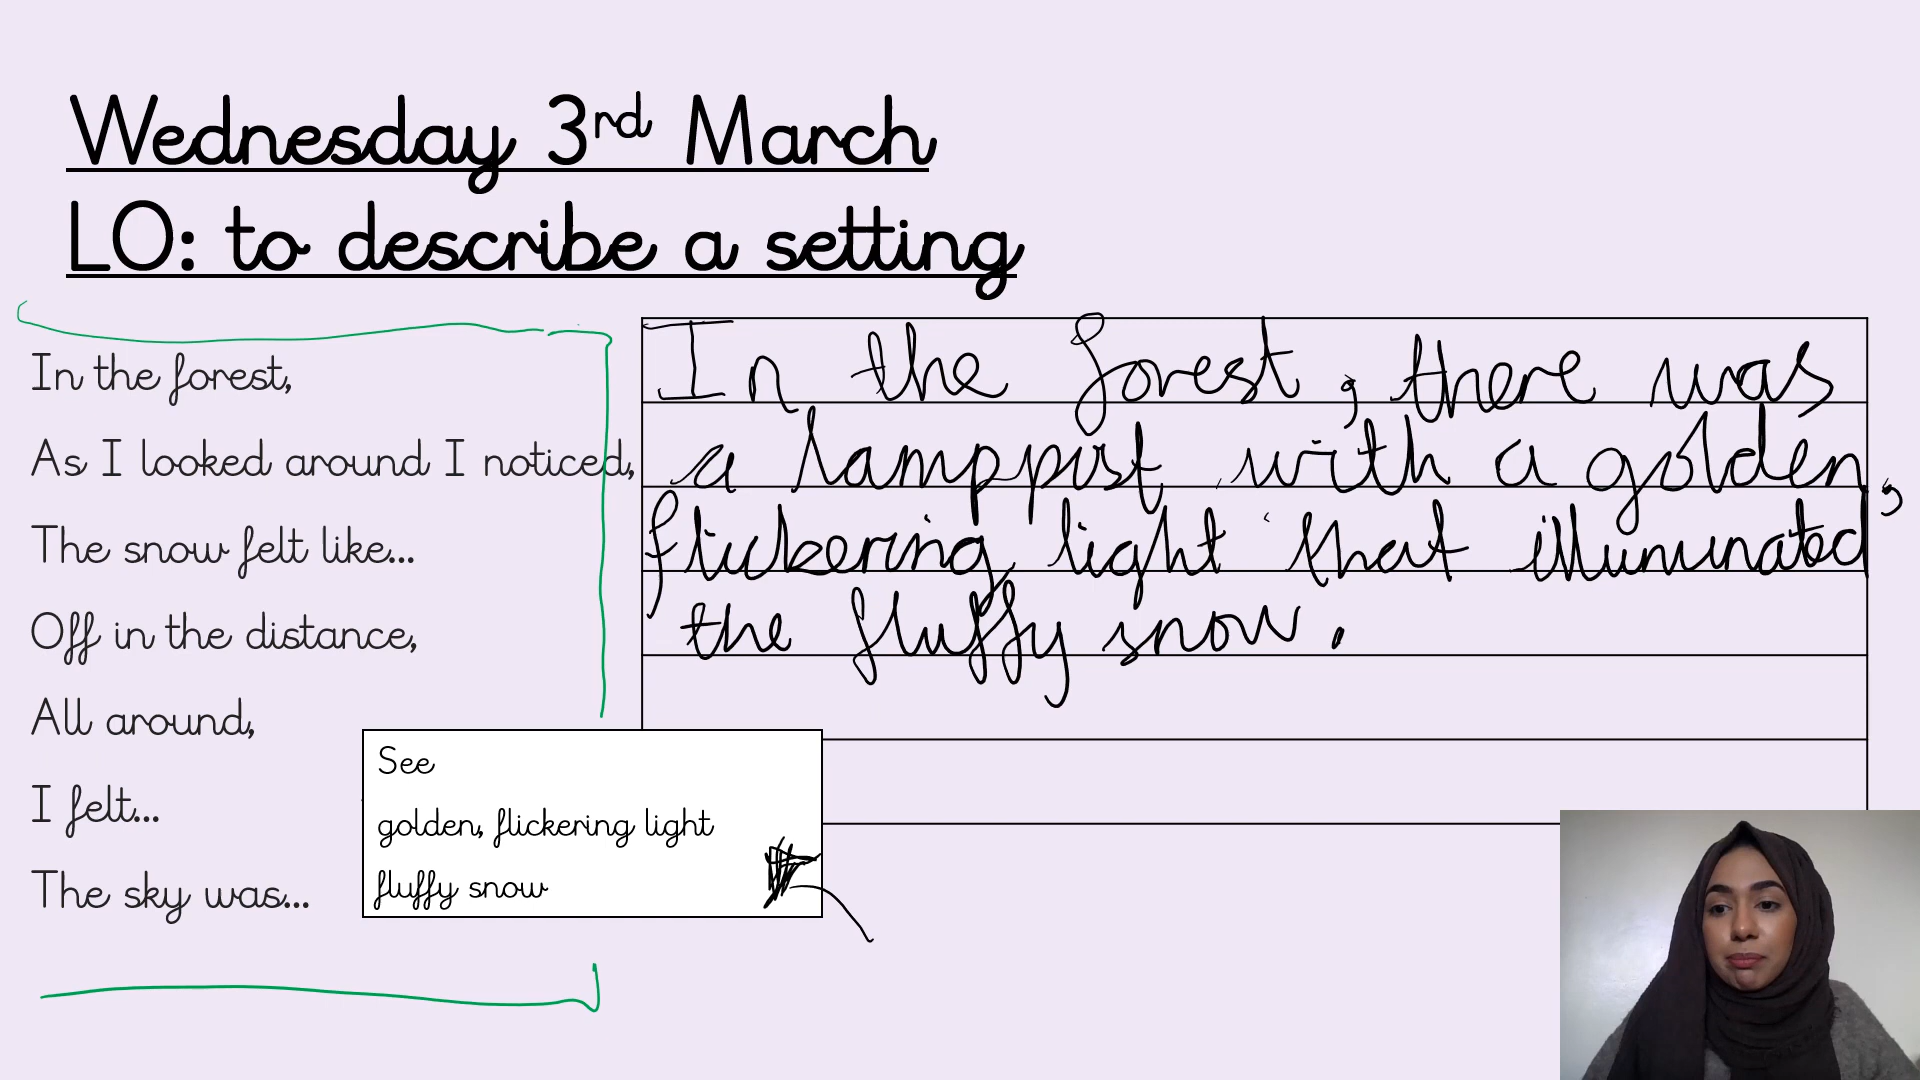 Wednesday 3rd March
LO: to describe a setting
In the forest,
As I looked around I noticed,
The snow felt like...
Off in the distance,
All around,
I felt...
The sky was...
In the forest, there was
a lamppost with a golden,
flickering light that illuminated
the fluffy snow.
See
golden, flickering light
fluffy snow